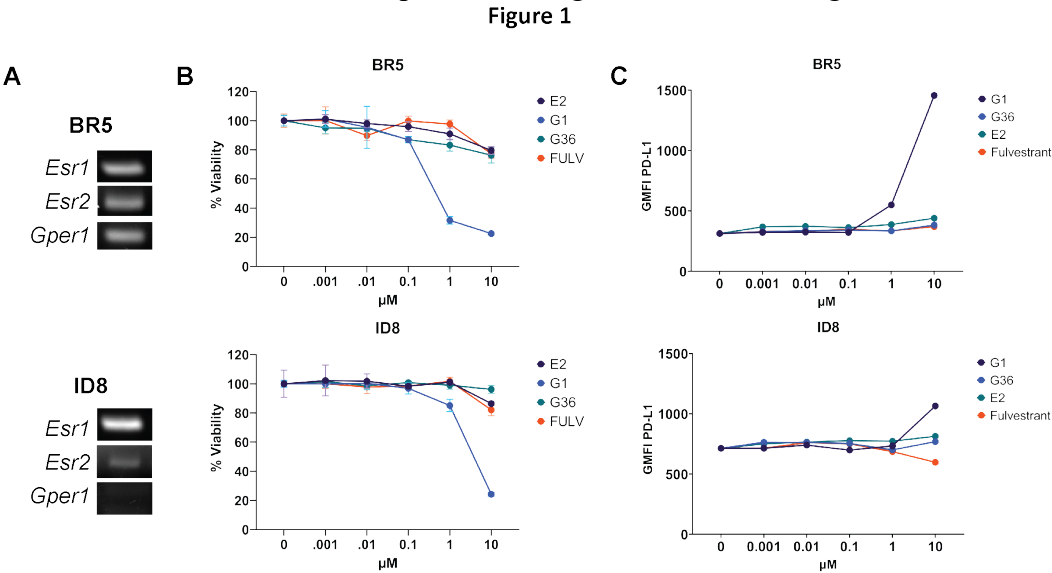 Figure 1
A
BR5
Esr1
Esr2
Gper1
ID8
Esr1
Esr2
Gper1
B
BR5
% Viability
120
100
80
60
40
20
0
0 .001 .01 0.1 1 10
µM
E2
G1
G36
FULV
ID8
% Viability
120
100
80
60
40
20
0
0 .001 .01 0.1 1 10
µM
E2
G1
G36
FULV
C
BR5
GMFI PD-L1
1500
1000
500
0
0 0.001 0.01 0.1 1 10
µM
G1
G36
E2
Fulvestrant
ID8
GMFI PD-L1
1500
1000
500
0
0 0.001 0.01 0.1 1 10
µM
G1
G36
E2
Fulvestrant